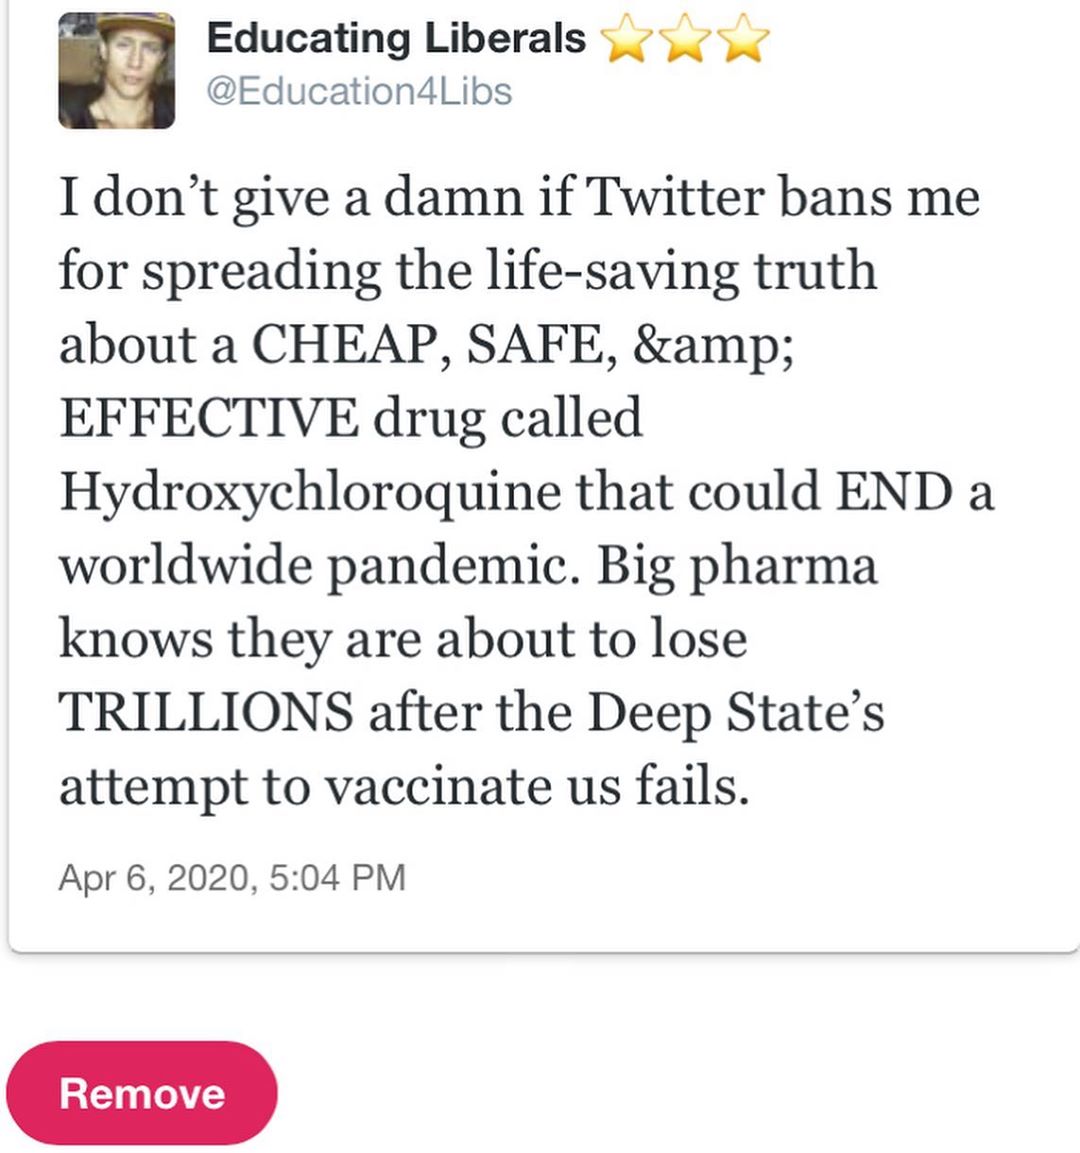 Educating Liberals ⭐⭐⭐
@Education4Libs
I don’t give a damn if Twitter bans me
for spreading the life-saving truth
about a CHEAP, SAFE, &amp;
EFFECTIVE drug called
Hydroxychloroquine that could END a
worldwide pandemic. Big pharma
knows they are about to lose
TRILLIONS after the Deep State’s
attempt to vaccinate us fails.
Apr 6, 2020, 5:04 PM
Remove